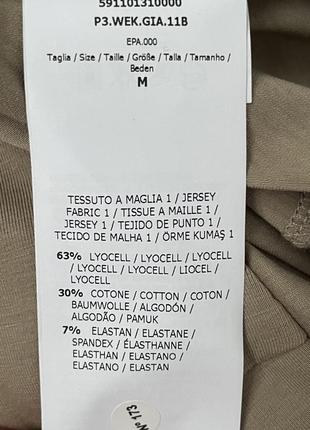 591101310000
P3.WEK.GIA.11B
EPA.000
Taglia / Size / Taille / Größe / Talla / Tamanho /
Beden
M
TESSUTO A MAGLIA 1 / JERSEY
FABRIC 1 / TISSUE A MAILLE 1 /
JERSEY 1 / TEJIDO DE PUNTO 1 /
TECIDO DE MALHA 1 / ÖRME KUMAŞ 1
63% LYOCELL / LYOCELL / LYOCELL
/ LYOCELL / LYOCELL / LIOCEL /
LYOCELL
30% COTONE / COTTON / COTON /
BAUMWOLLE / ALGODÓN /
ALGODÃO / PAMUK
7% ELASTAN / ELASTANE /
SPANDEX / ÉLASTHANNE /
ELASTHAN / ELASTANO /
ELASTANO / ELASTAN
Nº 173